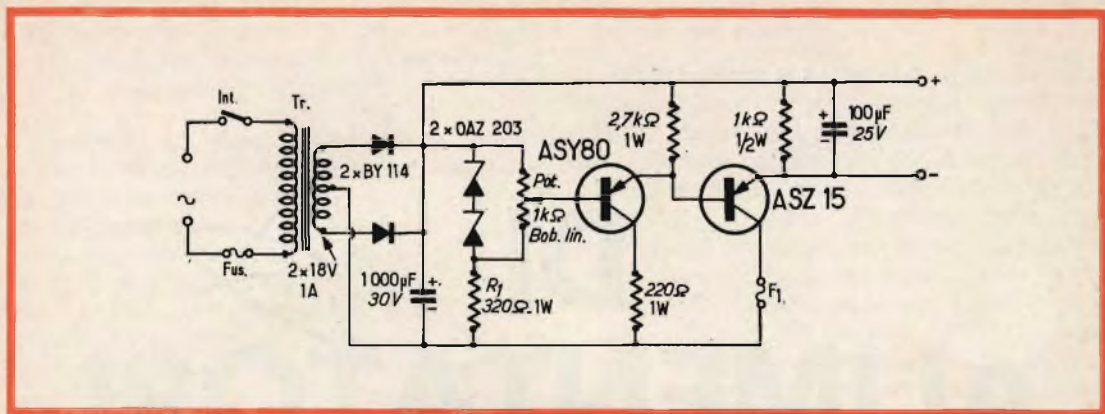 Int.
Tr.
~
Fus.
2×18V
1A
2×BY 114
1000µF
30V
+
−
2×OAZ 203
Pot.
1kΩ
Bob. lin.
R1
320Ω-1W
ASY80
2,7kΩ
1W
220Ω
1W
1kΩ
1/2W
ASZ 15
F1
+
100µF
25V
−
+
−